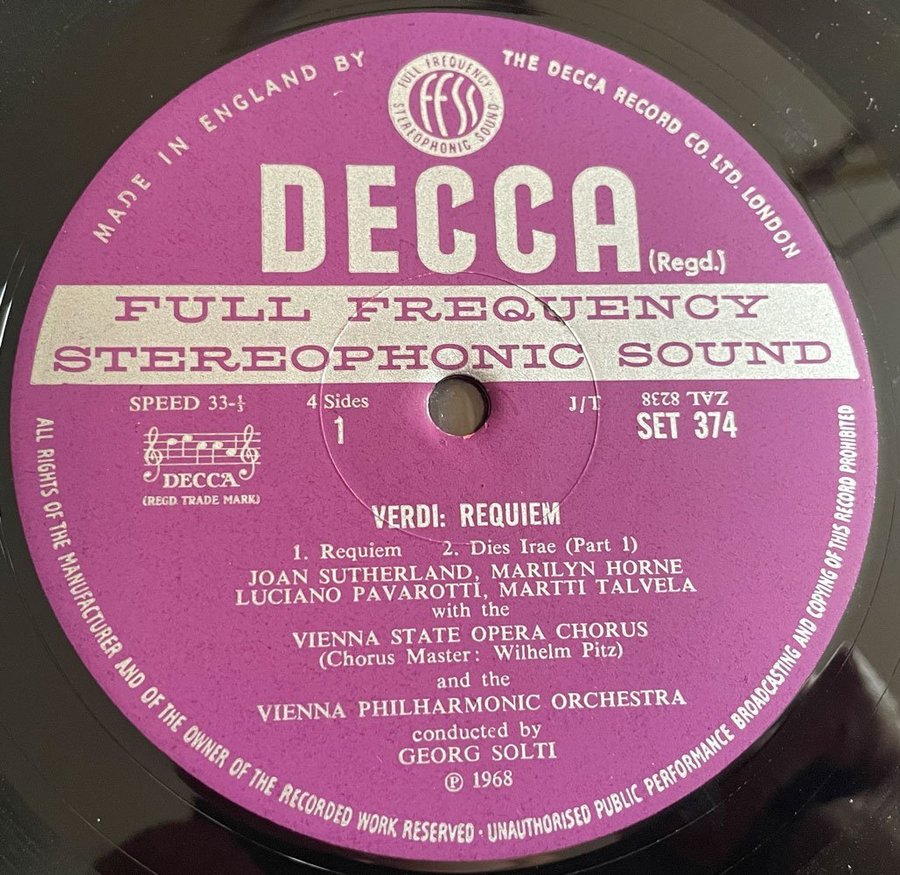 MADE IN ENGLAND BY
THE DECCA RECORD CO. LTD. LONDON
FULL FREQUENCY
FFSS
STEREOPHONIC SOUND
DECCA (Regd.)
FULL FREQUENCY
STEREOPHONIC SOUND
SPEED 33-⅓
4 Sides
J/T
ZAL 8238
1
SET 374
DECCA
(REGD. TRADE MARK)
VERDI: REQUIEM
1. Requiem 2. Dies Irae (Part 1)
JOAN SUTHERLAND, MARILYN HORNE
LUCIANO PAVAROTTI, MARTTI TALVELA
with the
VIENNA STATE OPERA CHORUS
(Chorus Master: Wilhelm Pitz)
and the
VIENNA PHILHARMONIC ORCHESTRA
conducted by
GEORG SOLTI
℗ 1968
ALL RIGHTS OF THE MANUFACTURER AND OF THE OWNER OF THE RECORDED WORK RESERVED · UNAUTHORISED PUBLIC PERFORMANCE BROADCASTING AND COPYING OF THIS RECORD PROHIBITED